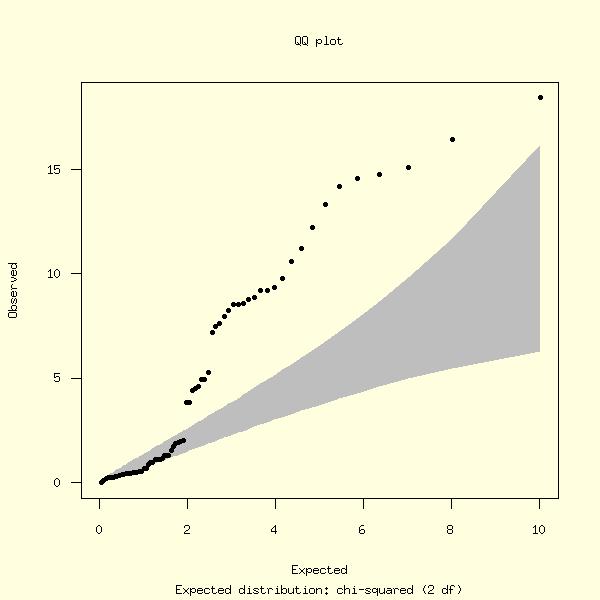 QQ plot
15
10
5
0
Observed
0 2 4 6 8 10
Expected
Expected distribution: chi-squared (2 df)